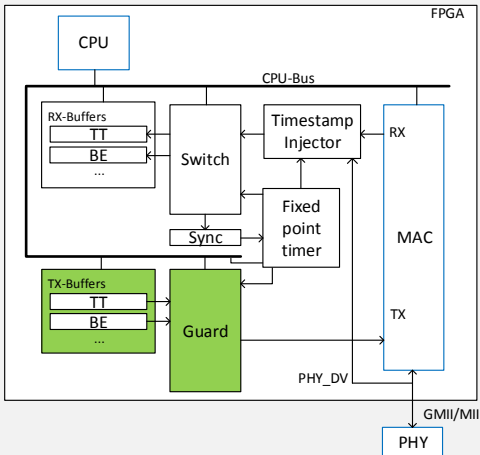 FPGA
CPU
CPU-Bus
RX-Buffers
TT
BE
...
Switch
Timestamp
Injector
RX
MAC
Sync
Fixed
point
timer
TX-Buffers
TT
BE
...
Guard
TX
PHY_DV
GMII/MII
PHY